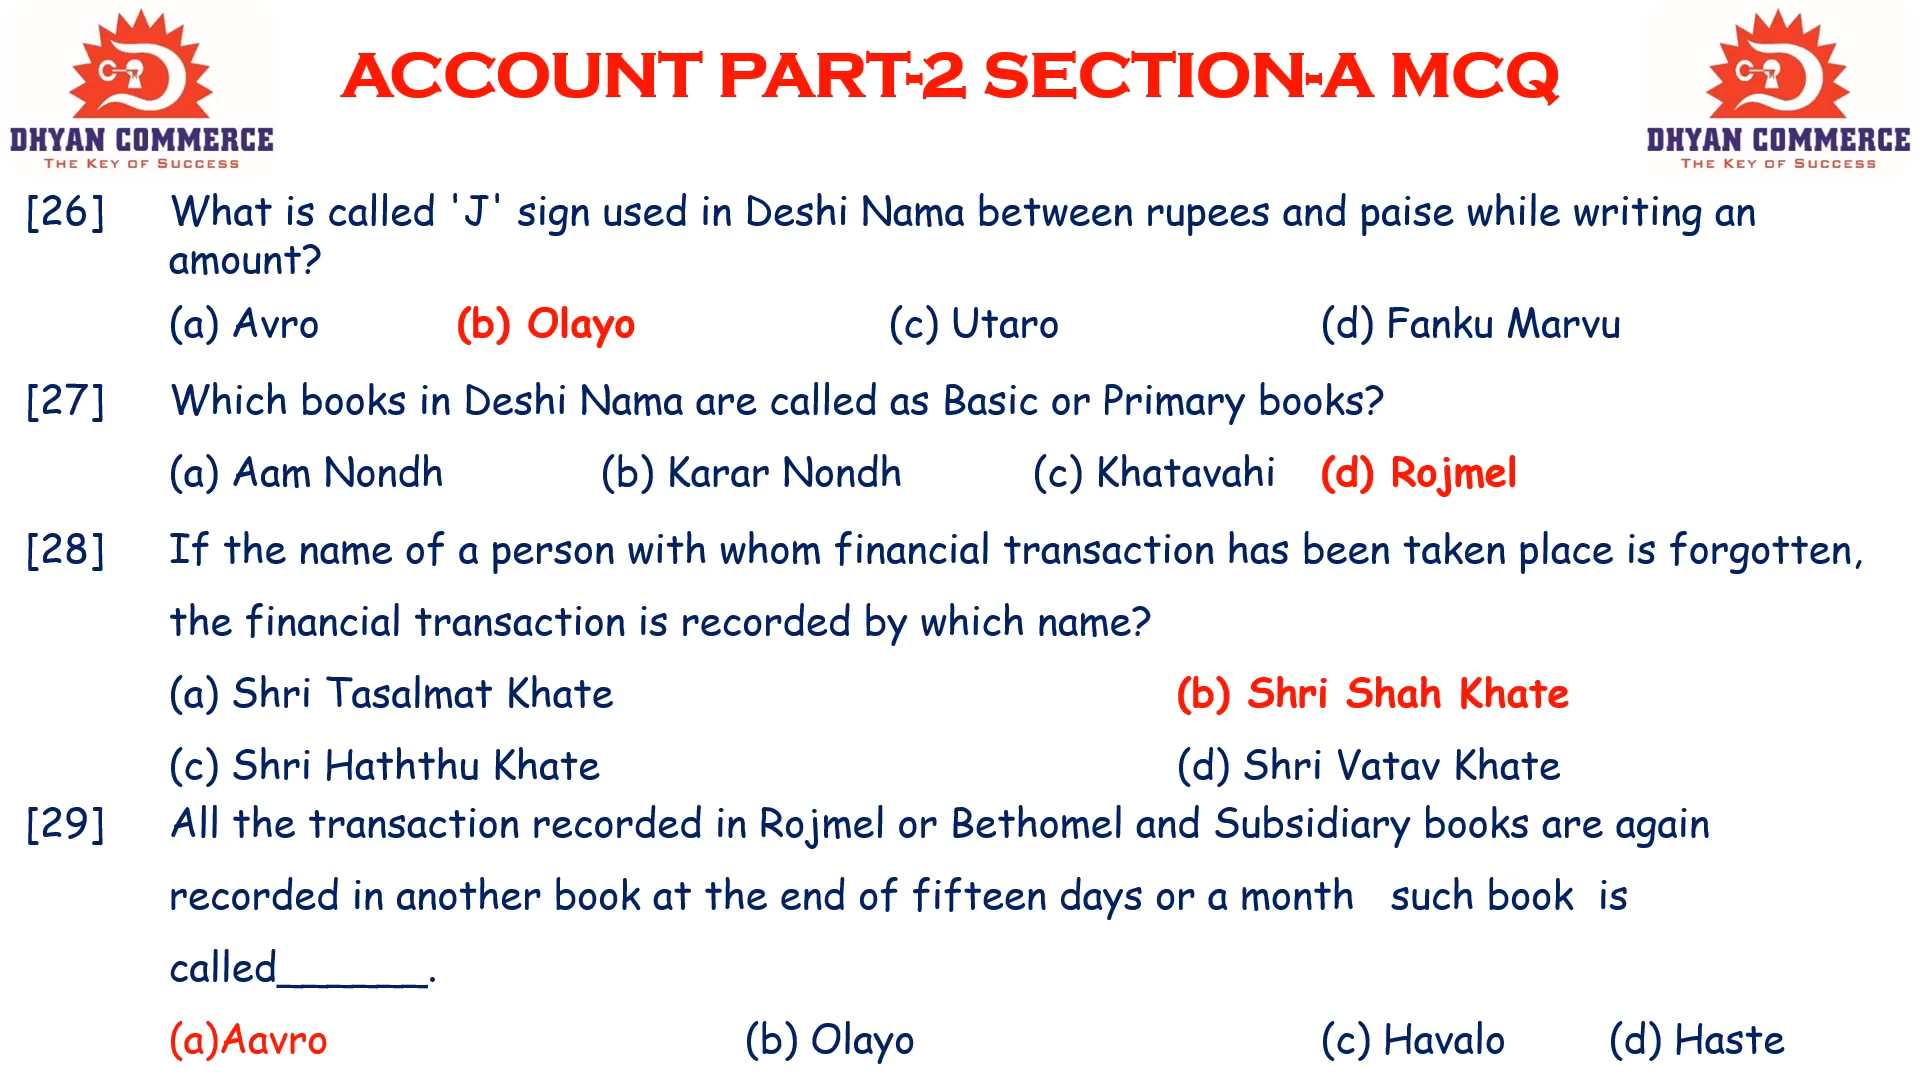 DHYAN COMMERCE
THE KEY OF SUCCESS
ACCOUNT PART-2 SECTION-A MCQ
DHYAN COMMERCE
THE KEY OF SUCCESS
[26] What is called 'J' sign used in Deshi Nama between rupees and paise while writing an
amount?
(a) Avro (b) Olayo (c) Utaro (d) Fanku Marvu
[27] Which books in Deshi Nama are called as Basic or Primary books?
(a) Aam Nondh (b) Karar Nondh (c) Khatavahi (d) Rojmel
[28] If the name of a person with whom financial transaction has been taken place is forgotten,
the financial transaction is recorded by which name?
(a) Shri Tasalmat Khate (b) Shri Shah Khate
(c) Shri Haththu Khate (d) Shri Vatav Khate
[29] All the transaction recorded in Rojmel or Bethomel and Subsidiary books are again
recorded in another book at the end of fifteen days or a month such book is
called______.
(a)Aavro (b) Olayo (c) Havalo (d) Haste